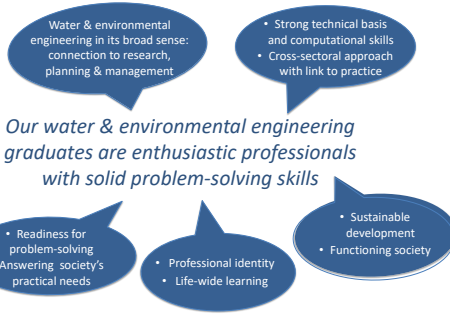 Water & environmental
engineering in its broad sense:
connection to research,
planning & management
• Strong technical basis
and computational skills
• Cross-sectoral approach
with link to practice
Our water & environmental engineering
graduates are enthusiastic professionals
with solid problem-solving skills
• Readiness for
problem-solving
Answering society's
practical needs
• Professional identity
• Life-wide learning
• Sustainable
development
• Functioning society